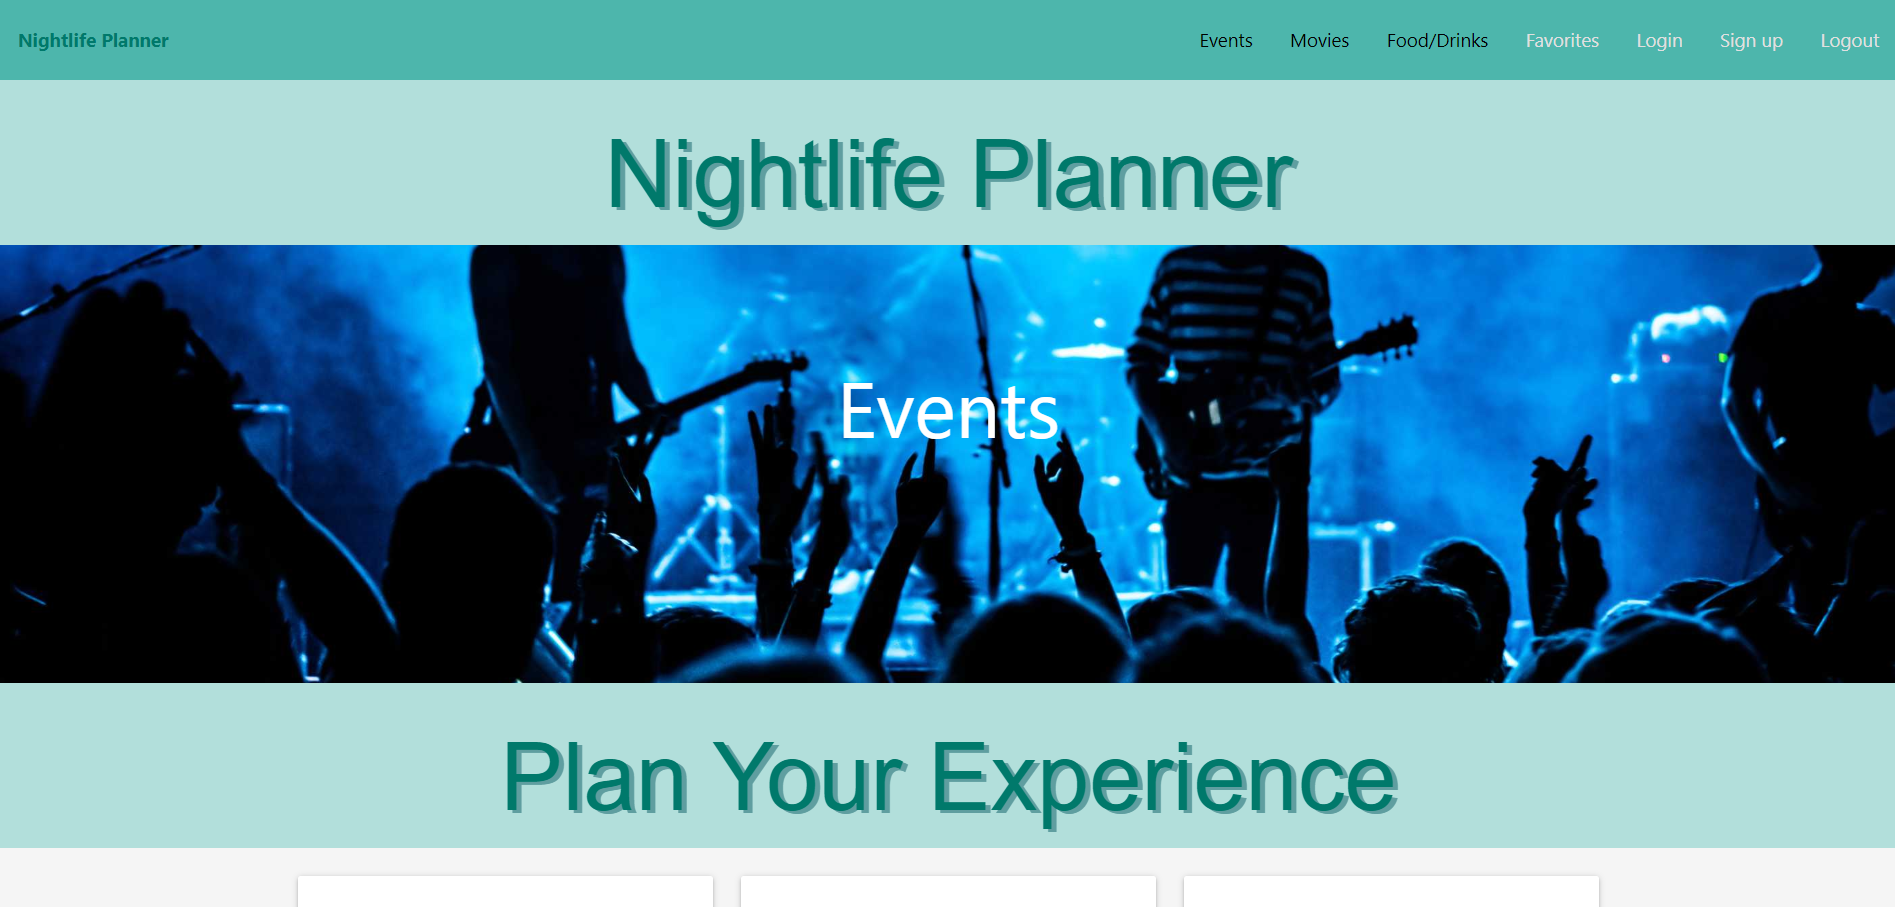 Nightlife Planner
Events Movies Food/Drinks Favorites Login Sign up Logout
Nightlife Planner
Events
Plan Your Experience